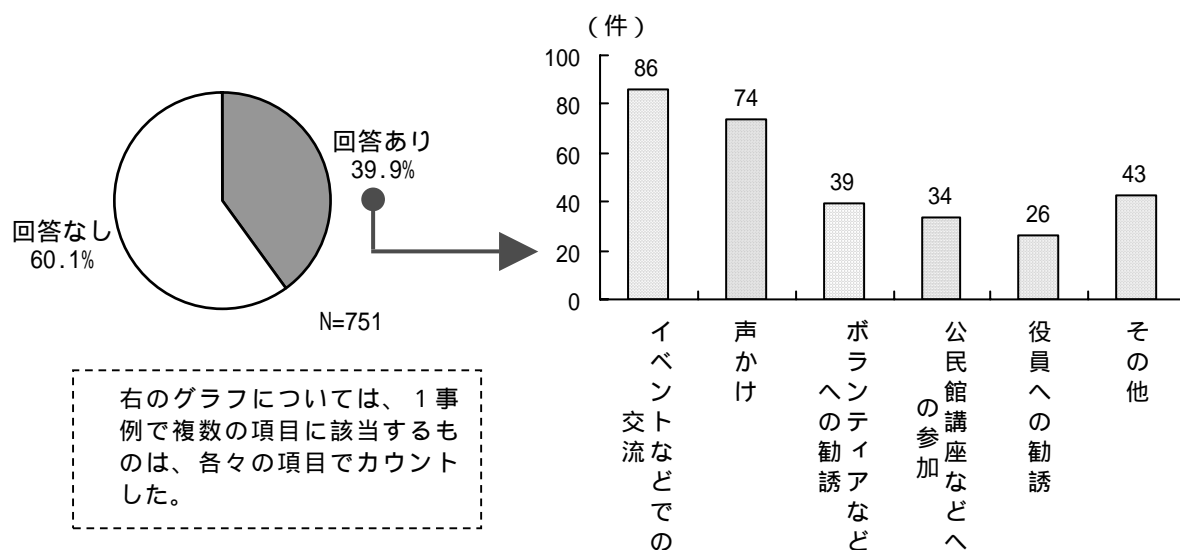 回答あり
39.9%
回答なし
60.1%
N=751
右のグラフについては、1事
例で複数の項目に該当するも
のは、各々の項目でカウント
した。
(件)
100
80
60
40
20
0
86
74
39
34
26
43
イベントなどでの
交流
声かけ
ボランティアなど
への勧誘
公民館講座などへ
の参加
役員への勧誘
その他